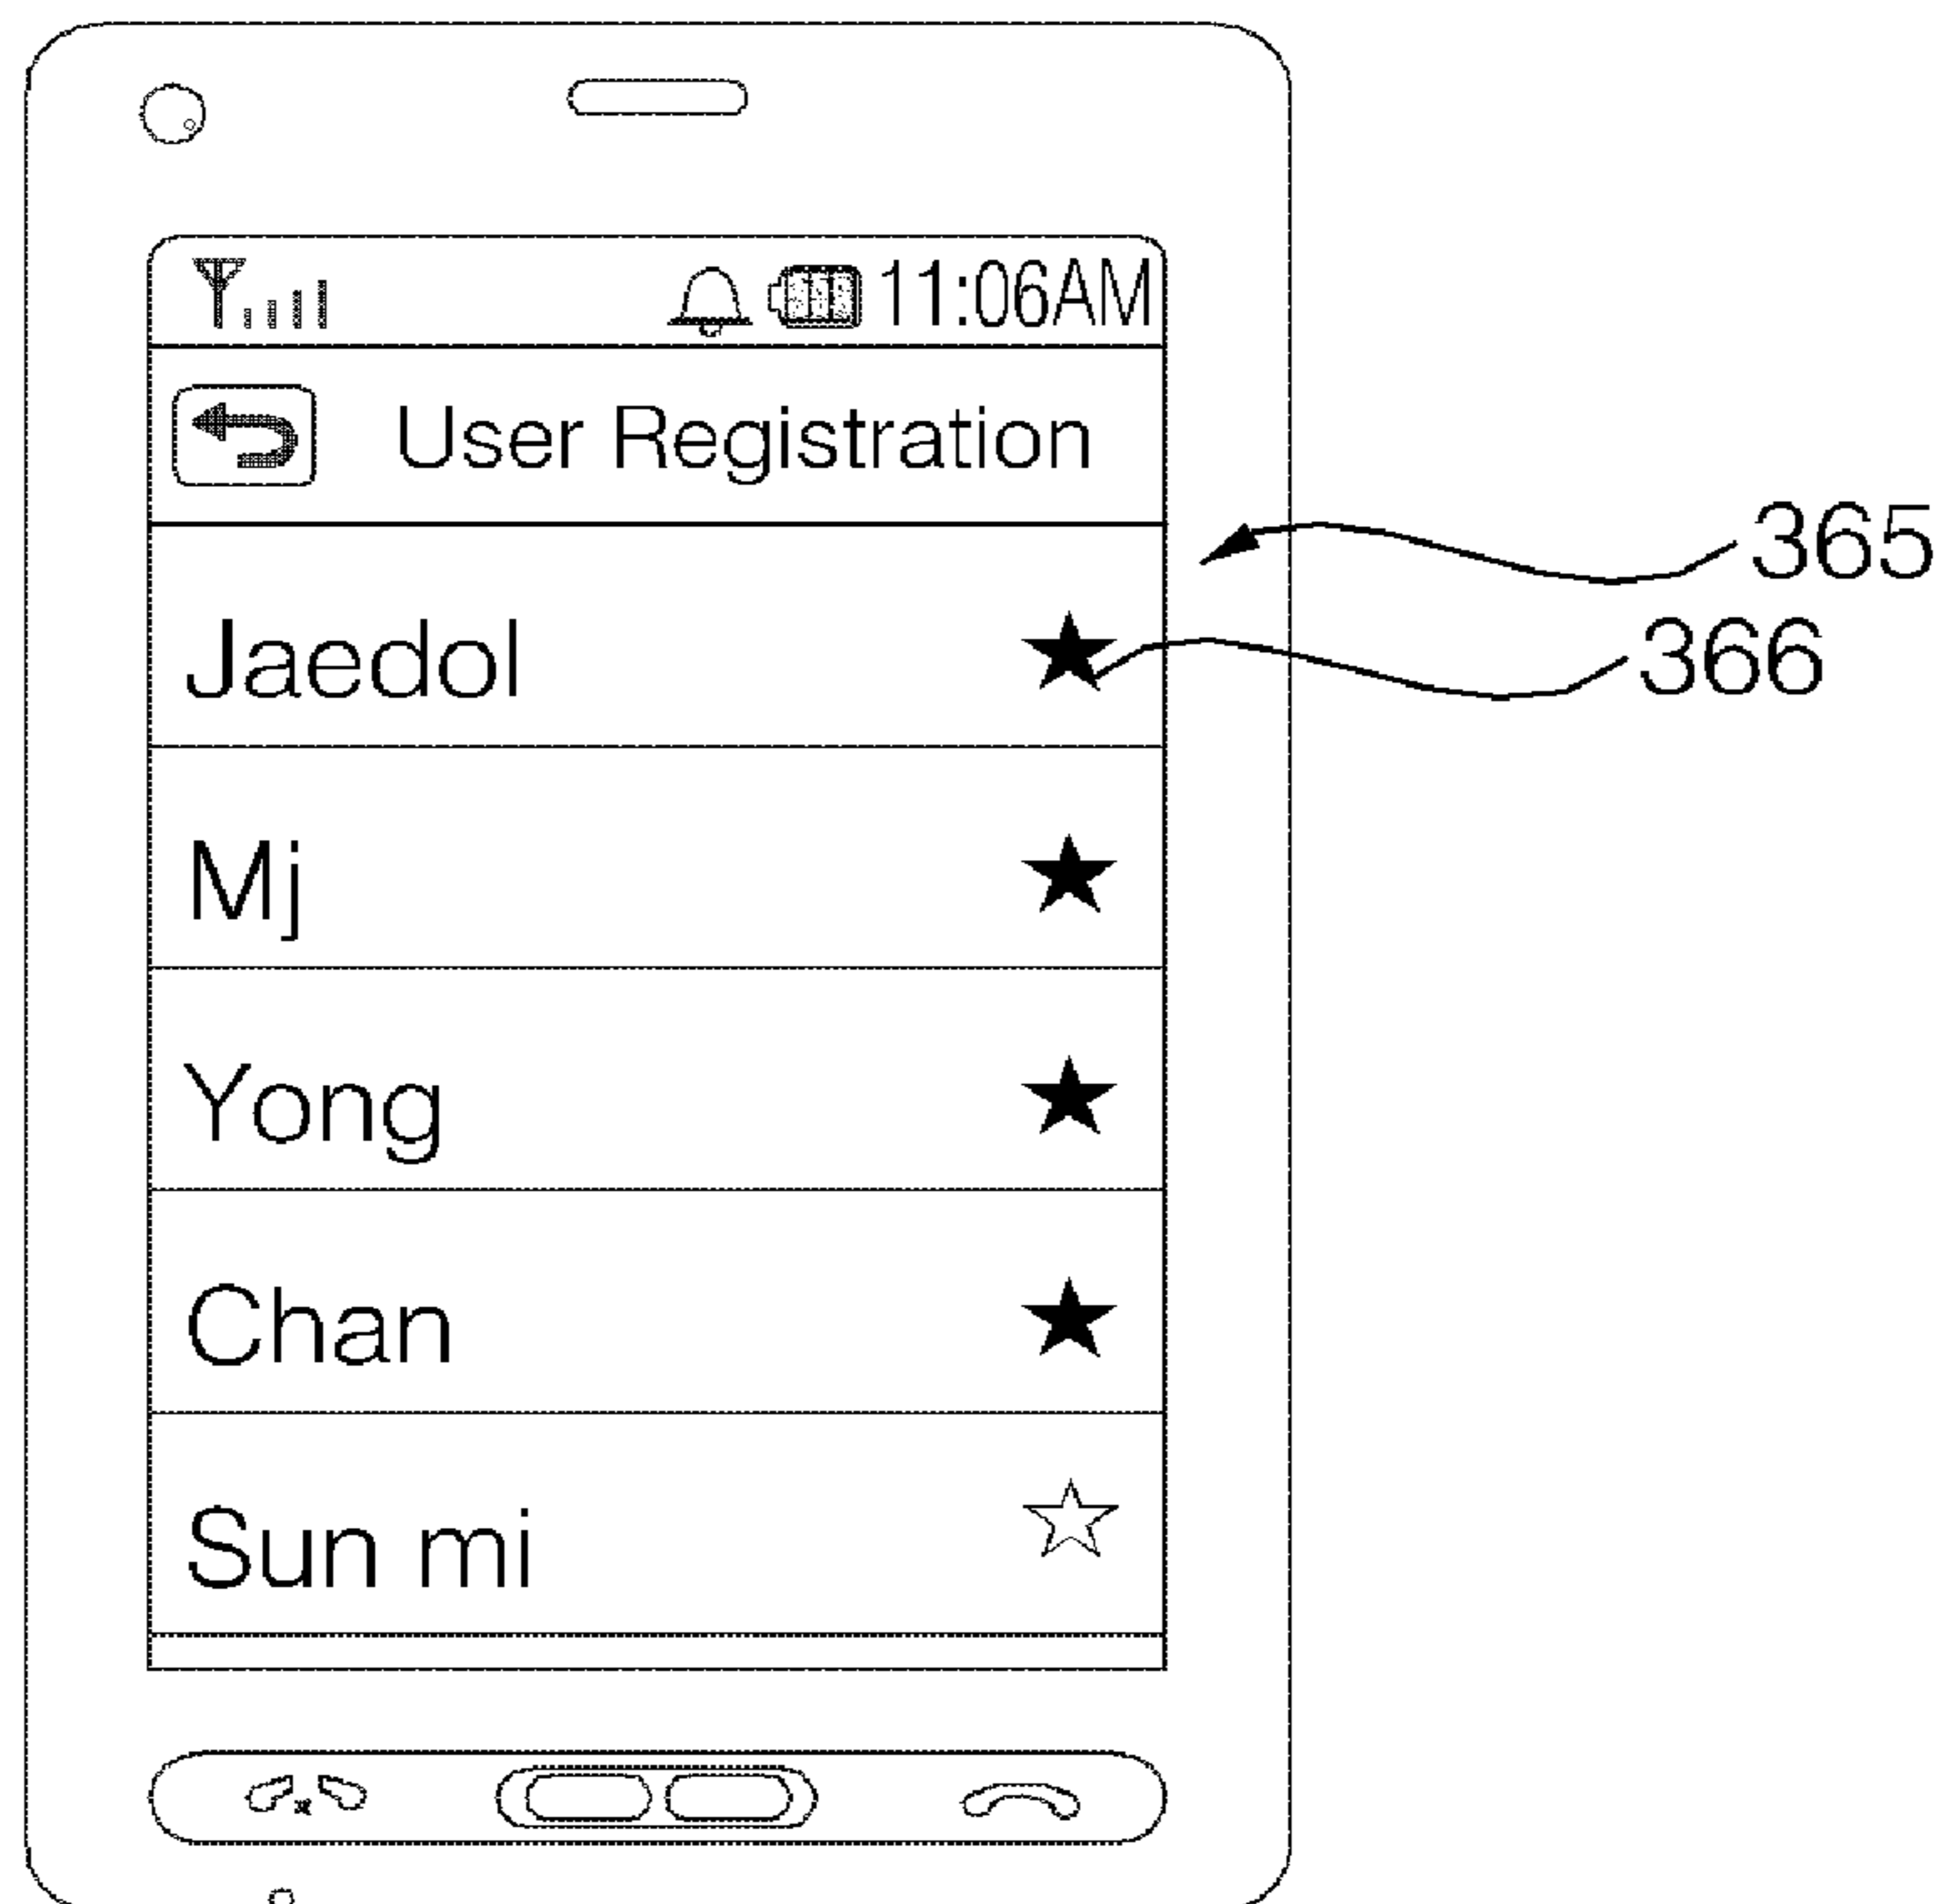 11:06AM
User Registration
365
Jaedol
366
Mj
Yong
Chan
Sun mi